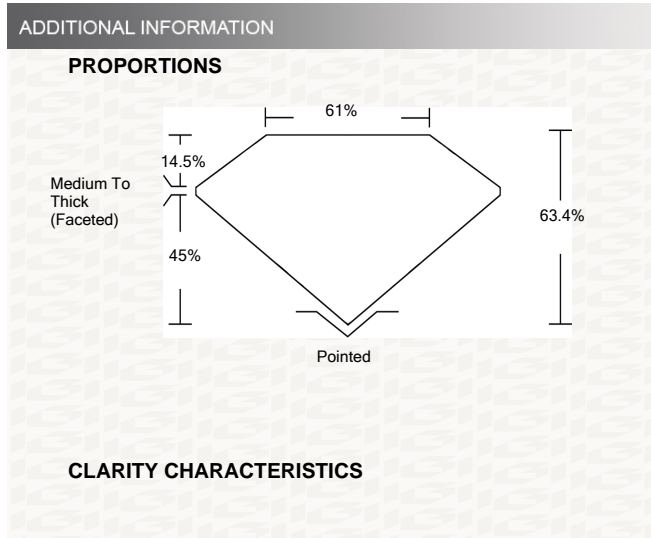 ADDITIONAL INFORMATION
PROPORTIONS
61%
14.5%
Medium To
Thick
(Faceted)
63.4%
45%
Pointed
CLARITY CHARACTERISTICS